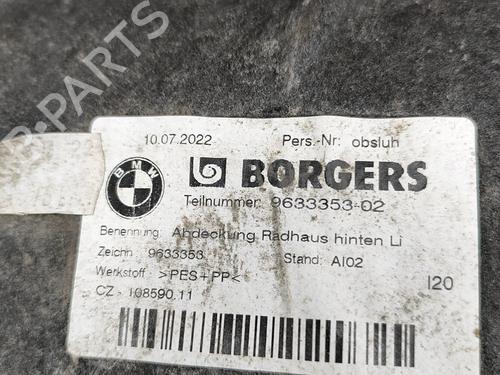 B-PARTS
10.07.2022 Pers.-Nr: obsluh
BMW BORGERS
Teilnummer: 9633353-02
Benennung: Abdeckung Radhaus hinten Li
Zeichn 9633353 Stand: AI02
Werkstoff >PES+PP< I20
CZ - 108590.11